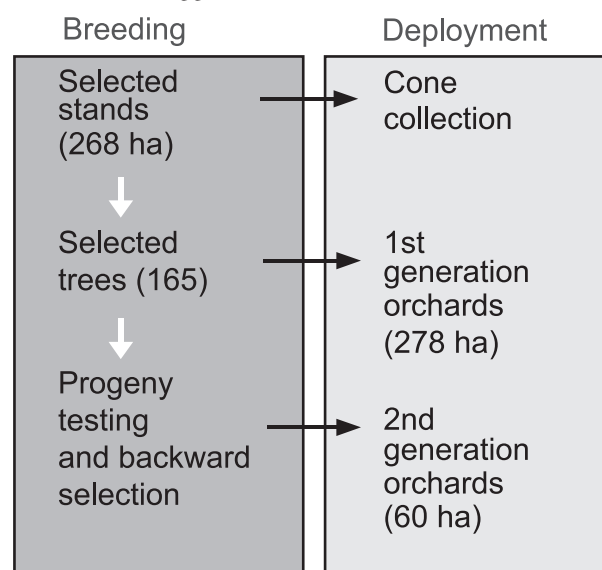 Breeding
Deployment
Selected
stands
(268 ha)
Cone
collection
Selected
trees (165)
1st
generation
orchards
(278 ha)
Progeny
testing
and backward
selection
2nd
generation
orchards
(60 ha)